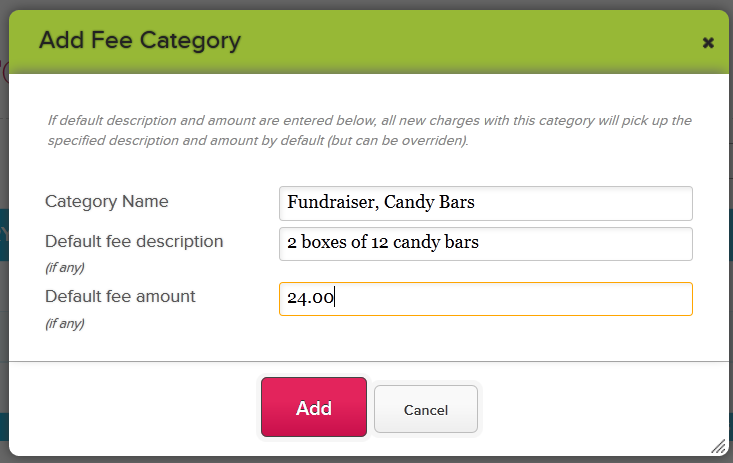 Add Fee Category
If default description and amount are entered below, all new charges with this category will pick up the
specified description and amount by default (but can be overriden).
Category Name
Fundraiser, Candy Bars
Default fee description
2 boxes of 12 candy bars
(if any)
Default fee amount
24.00
(if any)
Add
Cancel